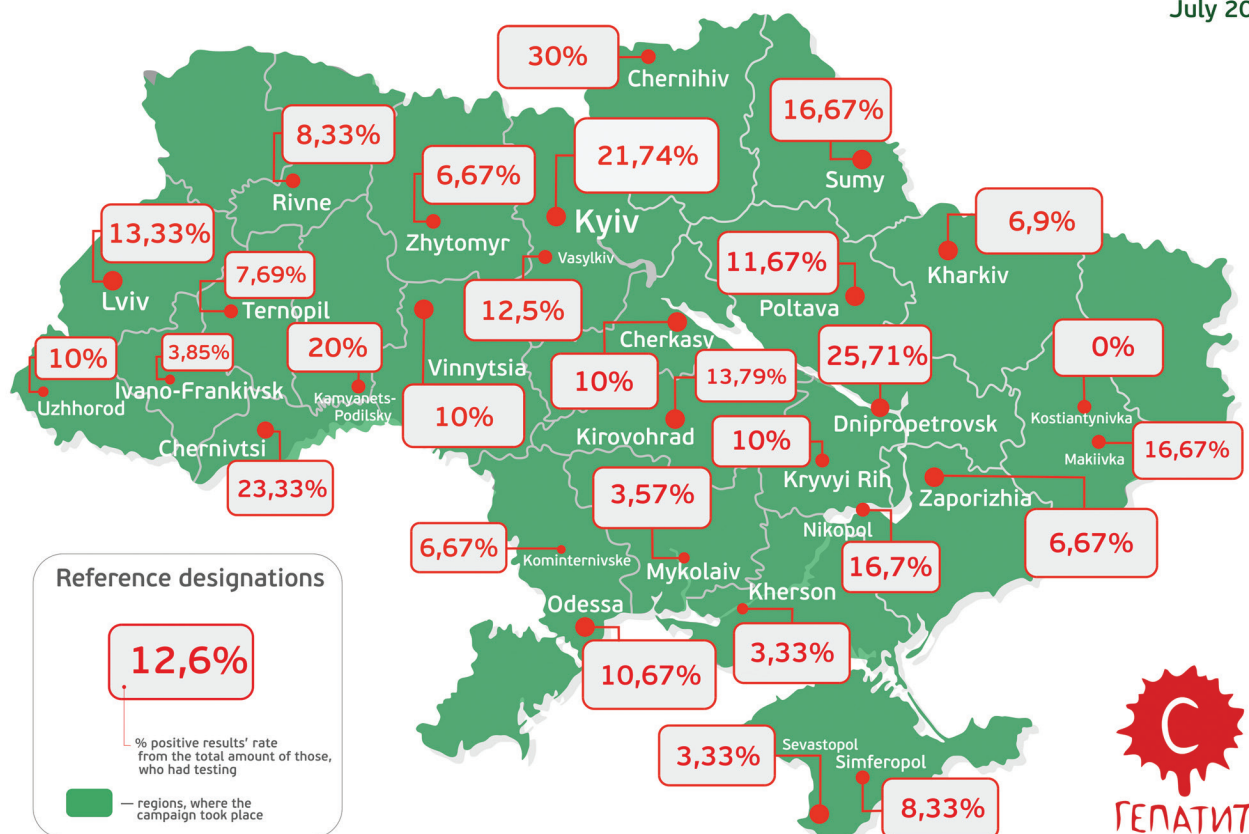 July 20
30%
Chernihiv
16,67%
Sumy
8,33%
Rivne
6,67%
Zhytomyr
21,74%
Kyiv
6,9%
Kharkiv
13,33%
Lviv
7,69%
Ternopil
Vasylkiv
12,5%
11,67%
Poltava
10%
Uzhhorod
3,85%
Ivano-Frankivsk
20%
Kamyanets-
Podilsky
Vinnytsia
10%
Cherkasy
10%
13,79%
Kirovohrad
25,71%
Dnipropetrovsk
0%
Kostiantynivka
Makiivka
16,67%
Chernivtsi
23,33%
10%
Kryvyi Rih
Zaporizhia
6,67%
3,57%
Mykolaiv
Nikopol
16,7%
6,67%
Kominternivske
Kherson
3,33%
Odessa
10,67%
Sevastopol
3,33%
Simferopol
8,33%
Reference designations
12,6%
% positive results' rate
from the total amount of those,
who had testing
— regions, where the
campaign took place
C
ГЕПАТИТ